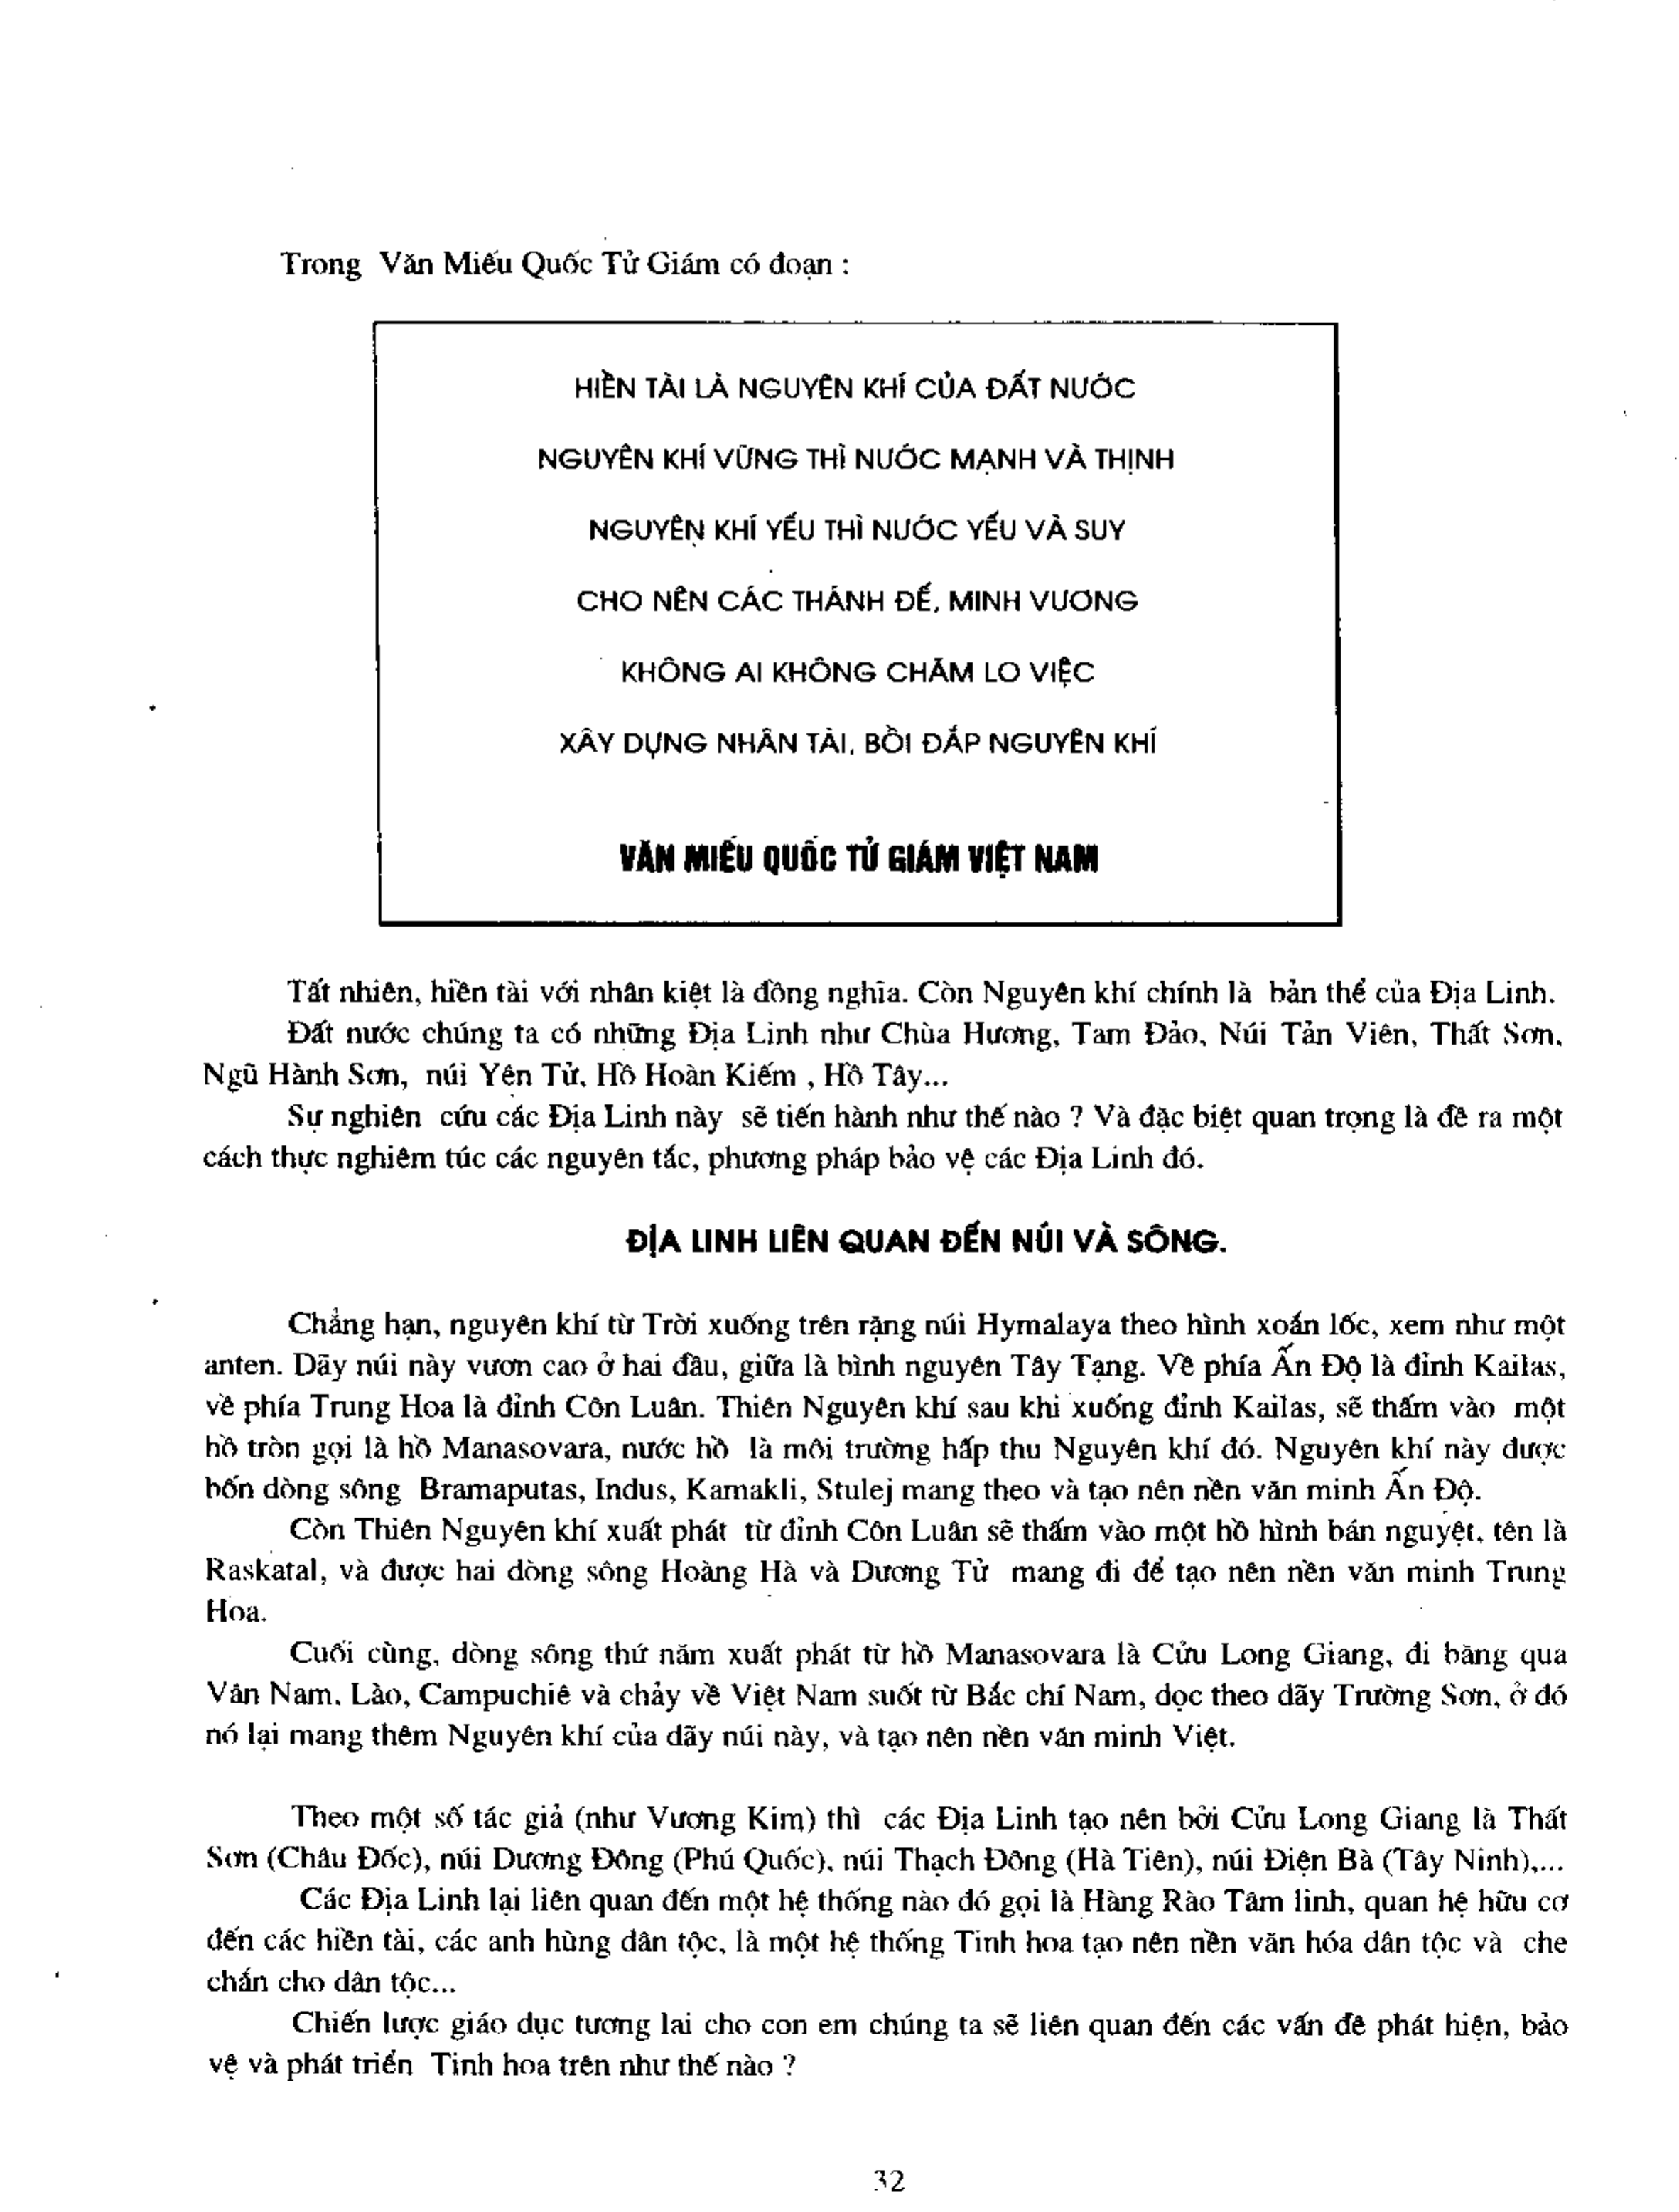 Trong Văn Miếu Quốc Tử Giám có đoạn :
HIỀN TÀI LÀ NGUYÊN KHÍ CỦA ĐẤT NƯỚC
NGUYÊN KHÍ VỮNG THÌ NƯỚC MẠNH VÀ THỊNH
NGUYÊN KHÍ YẾU THÌ NƯỚC YẾU VÀ SUY
CHO NÊN CÁC THÁNH ĐẾ, MINH VƯƠNG
KHÔNG AI KHÔNG CHĂM LO VIỆC
XÂY DỰNG NHÂN TÀI, BỒI ĐẮP NGUYÊN KHÍ
VĂN MIẾU QUỐC TỬ GIÁM VIỆT NAM
Tất nhiên, hiền tài với nhân kiệt là đồng nghĩa. Còn Nguyên khí chính là bản thể của Địa Linh.
Đất nước chúng ta có những Địa Linh như Chùa Hương, Tam Đảo, Núi Tản Viên, Thất Sơn,
Ngũ Hành Sơn, núi Yên Tử, Hồ Hoàn Kiếm , Hồ Tây...
Sự nghiên cứu các Địa Linh này sẽ tiến hành như thế nào ? Và đặc biệt quan trọng là đề ra một
cách thực nghiêm túc các nguyên tắc, phương pháp bảo vệ các Địa Linh đó.
ĐỊA LINH LIÊN QUAN ĐẾN NÚI VÀ SÔNG.
Chẳng hạn, nguyên khí từ Trời xuống trên rặng núi Hymalaya theo hình xoắn lốc, xem như một
anten. Dãy núi này vươn cao ở hai đầu, giữa là bình nguyên Tây Tạng. Về phía Ấn Độ là đỉnh Kailas,
về phía Trung Hoa là đỉnh Côn Luân. Thiên Nguyên khí sau khi xuống đỉnh Kailas, sẽ thấm vào một
hồ tròn gọi là hồ Manasovara, nước hồ là môi trường hấp thu Nguyên khí đó. Nguyên khí này được
bốn dòng sông Bramaputas, Indus, Kamakli, Stulej mang theo và tạo nên nền văn minh Ấn Độ.
Còn Thiên Nguyên khí xuất phát từ đỉnh Côn Luân sẽ thấm vào một hồ hình bán nguyệt, tên là
Raskatal, và được hai dòng sông Hoàng Hà và Dương Tử mang đi để tạo nên nền văn minh Trung
Hoa.
Cuối cùng, dòng sông thứ năm xuất phát từ hồ Manasovara là Cửu Long Giang, đi băng qua
Vân Nam, Lào, Campuchiê và chảy về Việt Nam suốt từ Bắc chí Nam, dọc theo dãy Trường Sơn, ở đó
nó lại mang thêm Nguyên khí của dãy núi này, và tạo nên nền văn minh Việt.
Theo một số tác giả (như Vương Kim) thì các Địa Linh tạo nên bởi Cửu Long Giang là Thất
Sơn (Châu Đốc), núi Dương Đông (Phú Quốc), núi Thạch Đông (Hà Tiên), núi Điện Bà (Tây Ninh),...
Các Địa Linh lại liên quan đến một hệ thống nào đó gọi là Hàng Rào Tâm linh, quan hệ hữu cơ
đến các hiền tài, các anh hùng dân tộc, là một hệ thống Tinh hoa tạo nên nền văn hóa dân tộc và che
chắn cho dân tộc...
Chiến lược giáo dục tương lai cho con em chúng ta sẽ liên quan đến các vấn đề phát hiện, bảo
vệ và phát triển Tinh hoa trên như thế nào ?
32